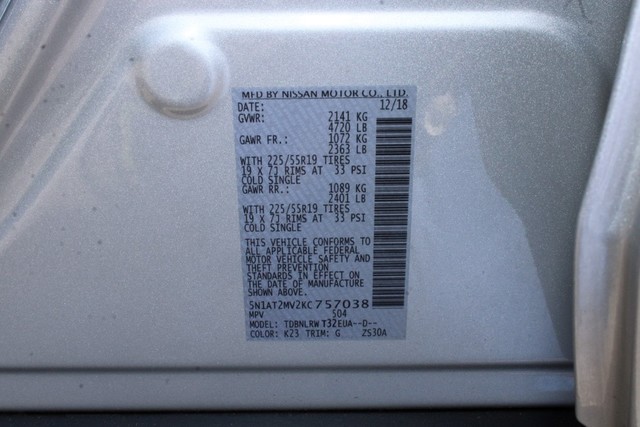 MFD BY NISSAN MOTOR CO., LTD.
DATE: 12/18
GVWR: 2141 KG
4720 LB
GAWR FR.: 1072 KG
2363 LB
WITH 225/55R19 TIRES
19 X 7J RIMS AT 33 PSI
COLD SINGLE
GAWR RR.: 1089 KG
2401 LB
WITH 225/55R19 TIRES
19 X 7J RIMS AT 33 PSI
COLD SINGLE
THIS VEHICLE CONFORMS TO
ALL APPLICABLE FEDERAL
MOTOR VEHICLE SAFETY AND
THEFT PREVENTION
STANDARDS IN EFFECT ON
THE DATE OF MANUFACTURE
SHOWN ABOVE.
5N1AT2MV2KC757038
MPV 504
MODEL: TDBNLRW T32EUA--D--
COLOR: K23 TRIM: G ZS30A